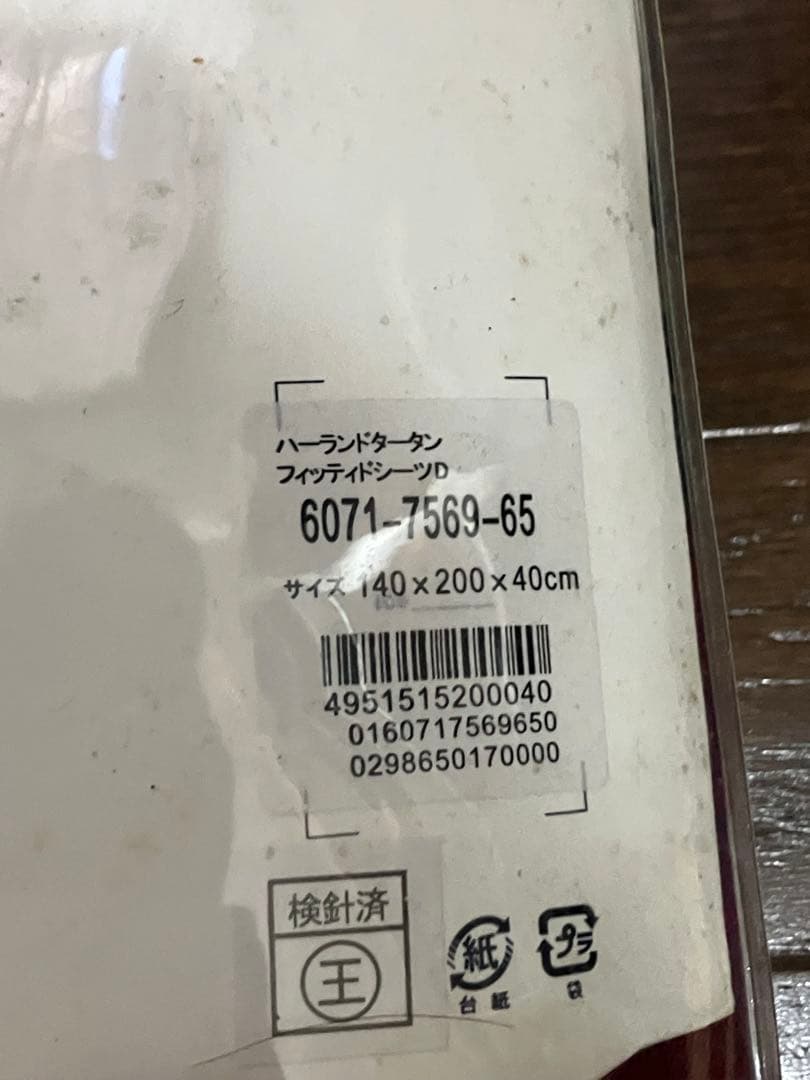 ハーランドタータン
フィッティドシーツD
6071-7569-65
サイズ 140×200×40cm
4951515200040
0160717569650
0298650170000
検針済
王
紙
台紙
プラ
袋